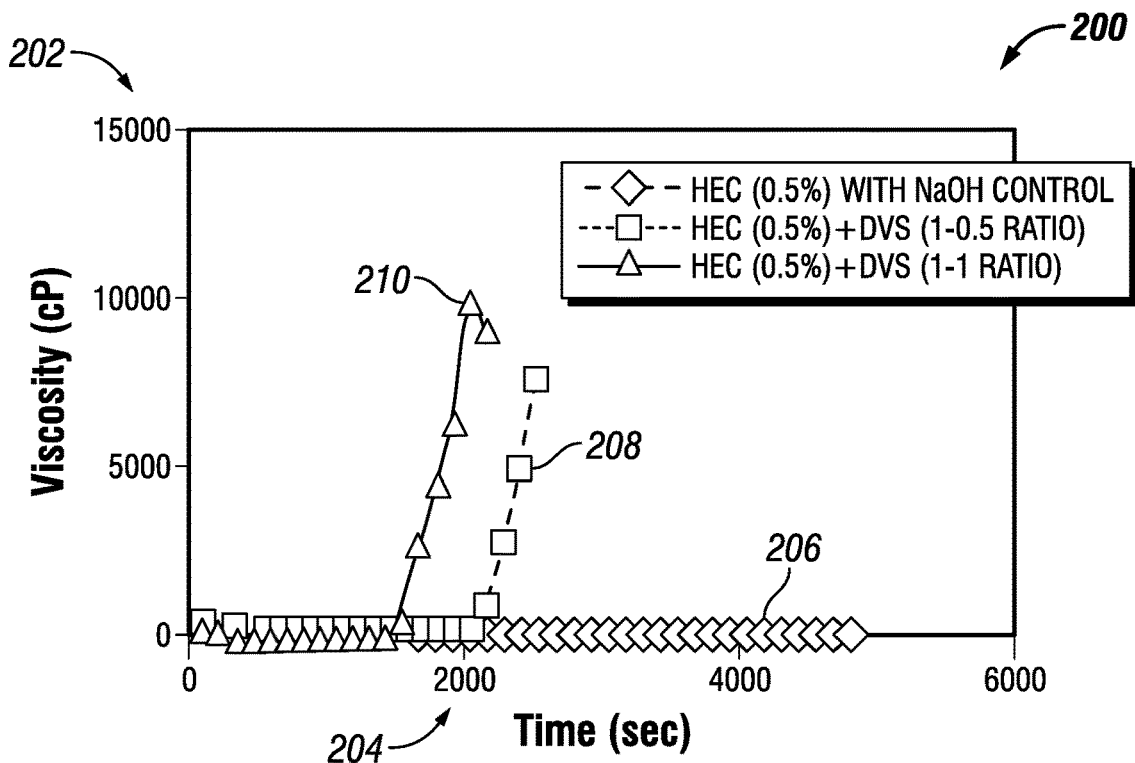 200
202
15000
HEC (0.5%) WITH NaOH CONTROL
HEC (0.5%)+DVS (1-0.5 RATIO)
HEC (0.5%)+DVS (1-1 RATIO)
210
10000
Viscosity (cP)
208
5000
206
0
0 2000 4000 6000
204
Time (sec)